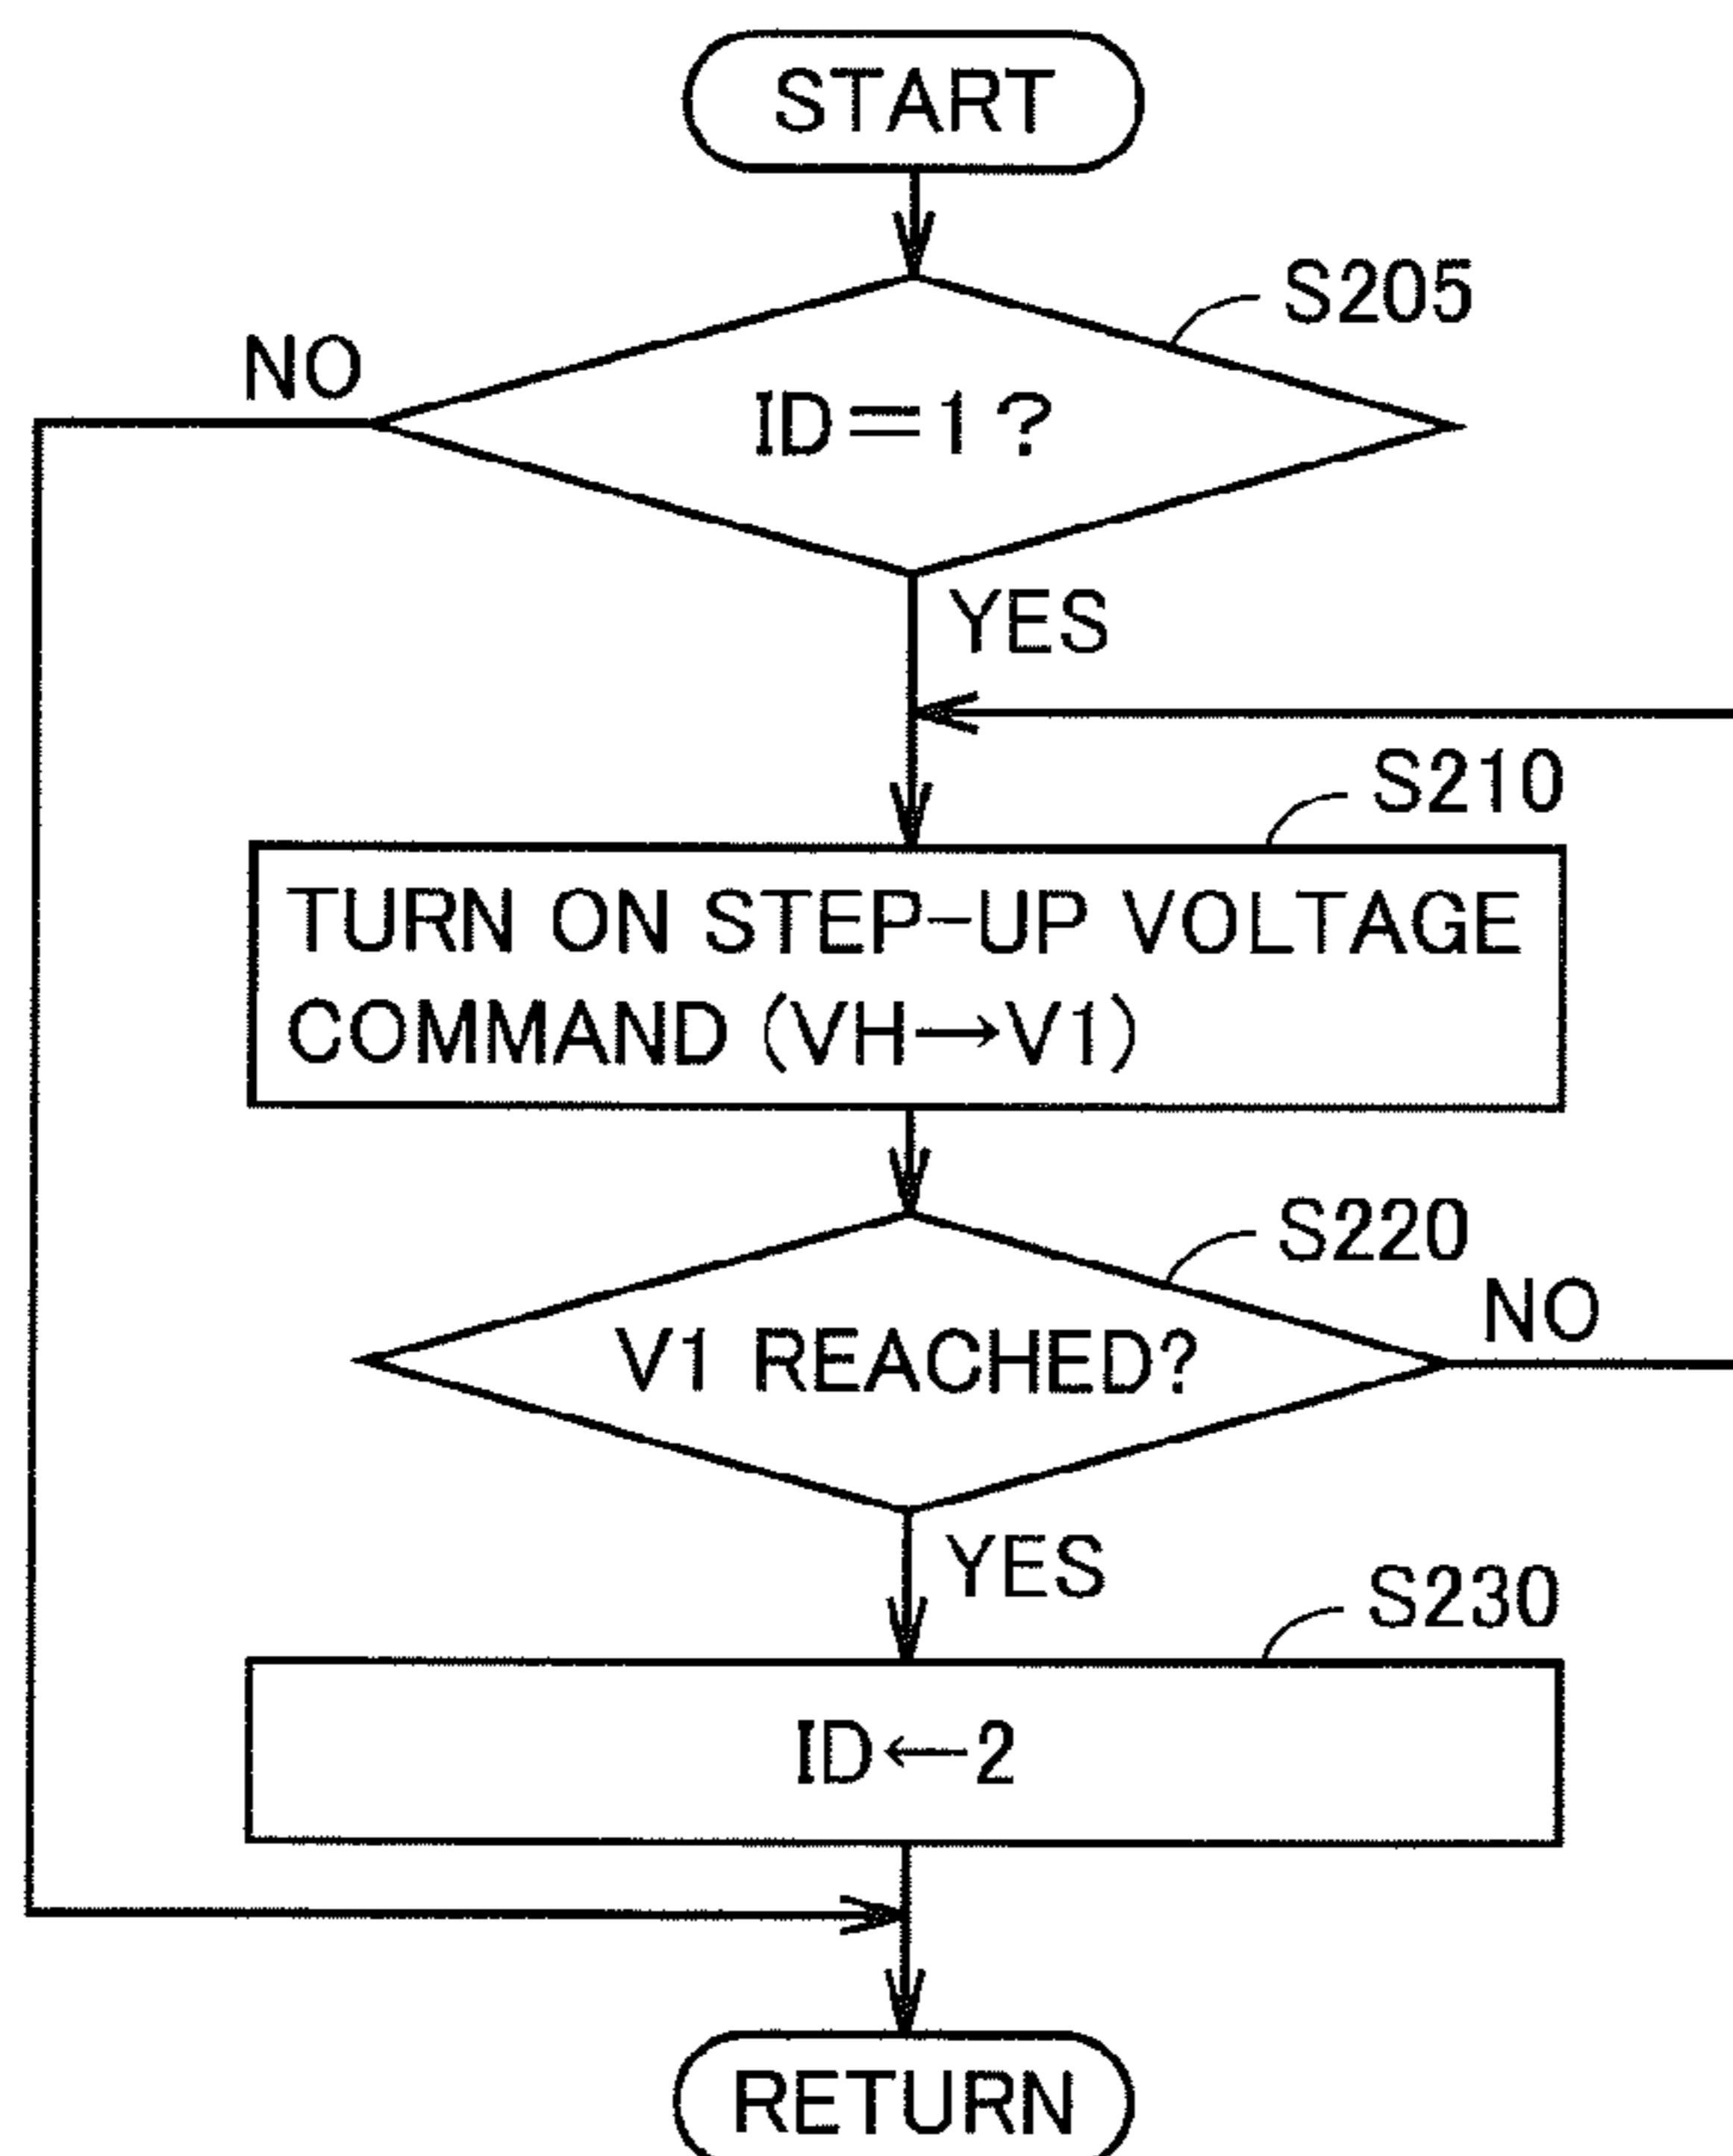 START
S205
NO
ID=1?
YES
S210
TURN ON STEP-UP VOLTAGE
COMMAND (VH→V1)
S220
NO
V1 REACHED?
YES
S230
ID←2
RETURN